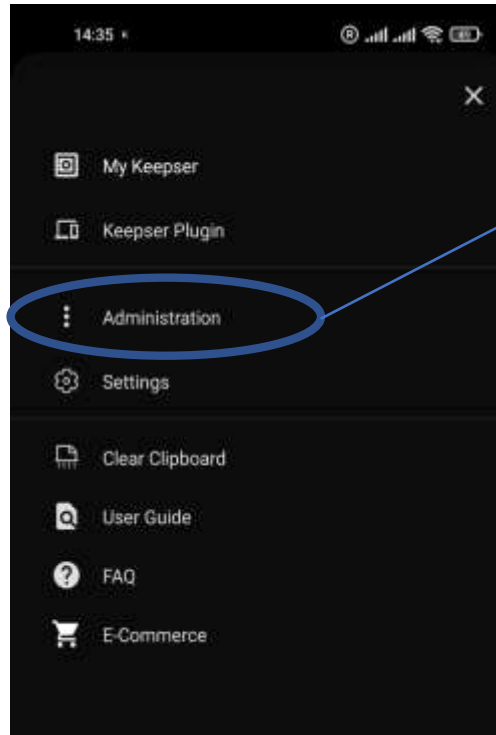 14:35
My Keepser
Keepser Plugin
Administration
Settings
Clear Clipboard
User Guide
FAQ
E-Commerce